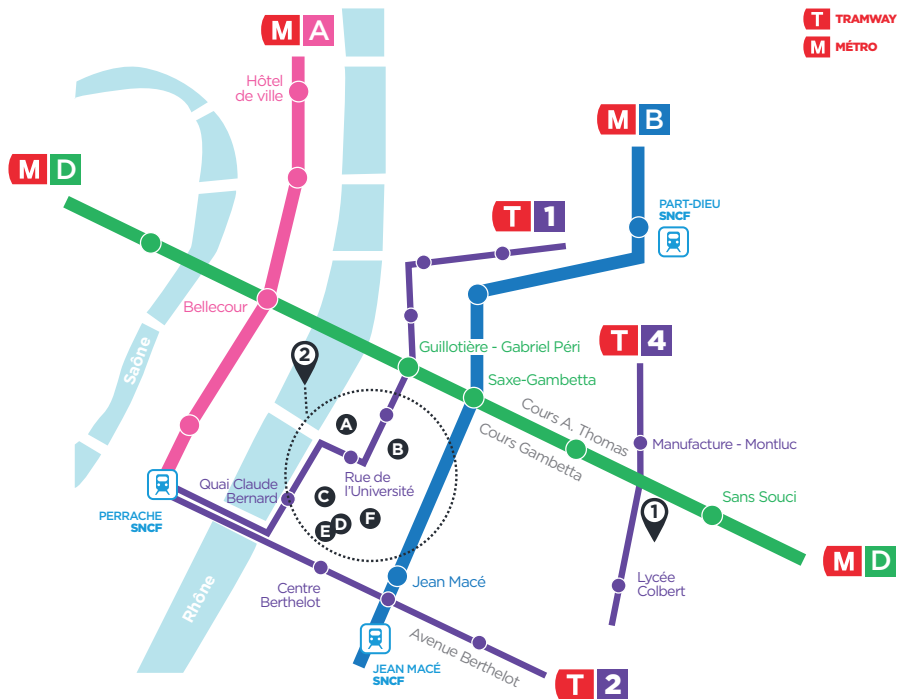 T TRAMWAY
M MÉTRO
M A
Hôtel
de ville
M B
M D
PART-DIEU
SNCF
T 1
Bellecour
Saône
Guillotière - Gabriel Péri
T 4
2
Saxe-Gambetta
Cours A. Thomas
Cours Gambetta
A
B
Manufacture - Montluc
Rue de
l'Université
Quai Claude
Bernard
C
Sans Souci
PERRACHE
SNCF
E
D
F
1
M D
Rhône
Centre
Berthelot
Jean Macé
Lycée
Colbert
Avenue Berthelot
JEAN MACÉ
SNCF
T 2